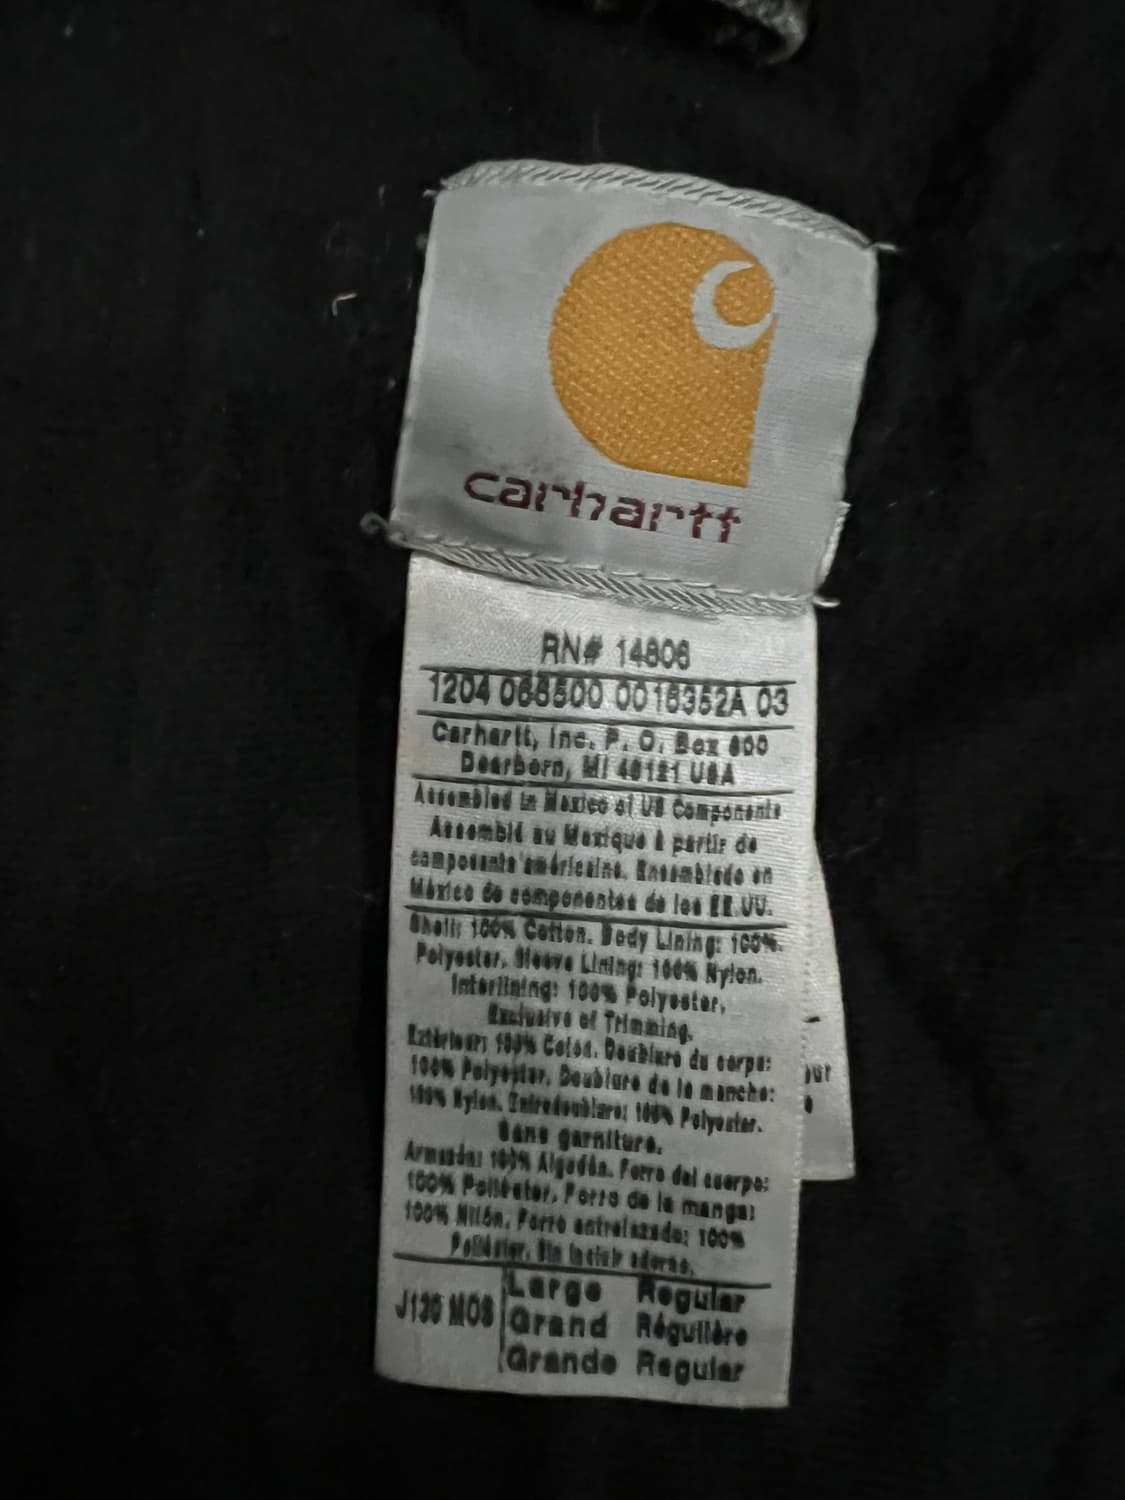 carhartt
RN# 14806
1204 066500 0016352A 03
Carhartt, Inc. P. O. Box 600
Dearborn, MI 48121 USA
Assembled in Mexico of US Components
Assemblé au Mexique à partir de
composants américains. Ensamblado en
México de componentes de los EE.UU.
Shell: 100% Cotton. Body Lining: 100%
Polyester. Sleeve Lining: 100% Nylon.
Interlining: 100% Polyester,
Exclusive of Trimming.
Extérieur: 100% Coton. Doublure du corps:
100% Polyester. Doublure de la manche:
100% Nylon. Entredoublure: 100% Polyester.
Sans garniture.
Armazón: 100% Algodón. Forro del cuerpo:
100% Poliéster. Forro de la manga:
100% Nilón. Forro entrelazado: 100%
Poliéster. Sin incluir adorno.
J130 MOS
Large Regular
Grand Régulière
Grande Regular